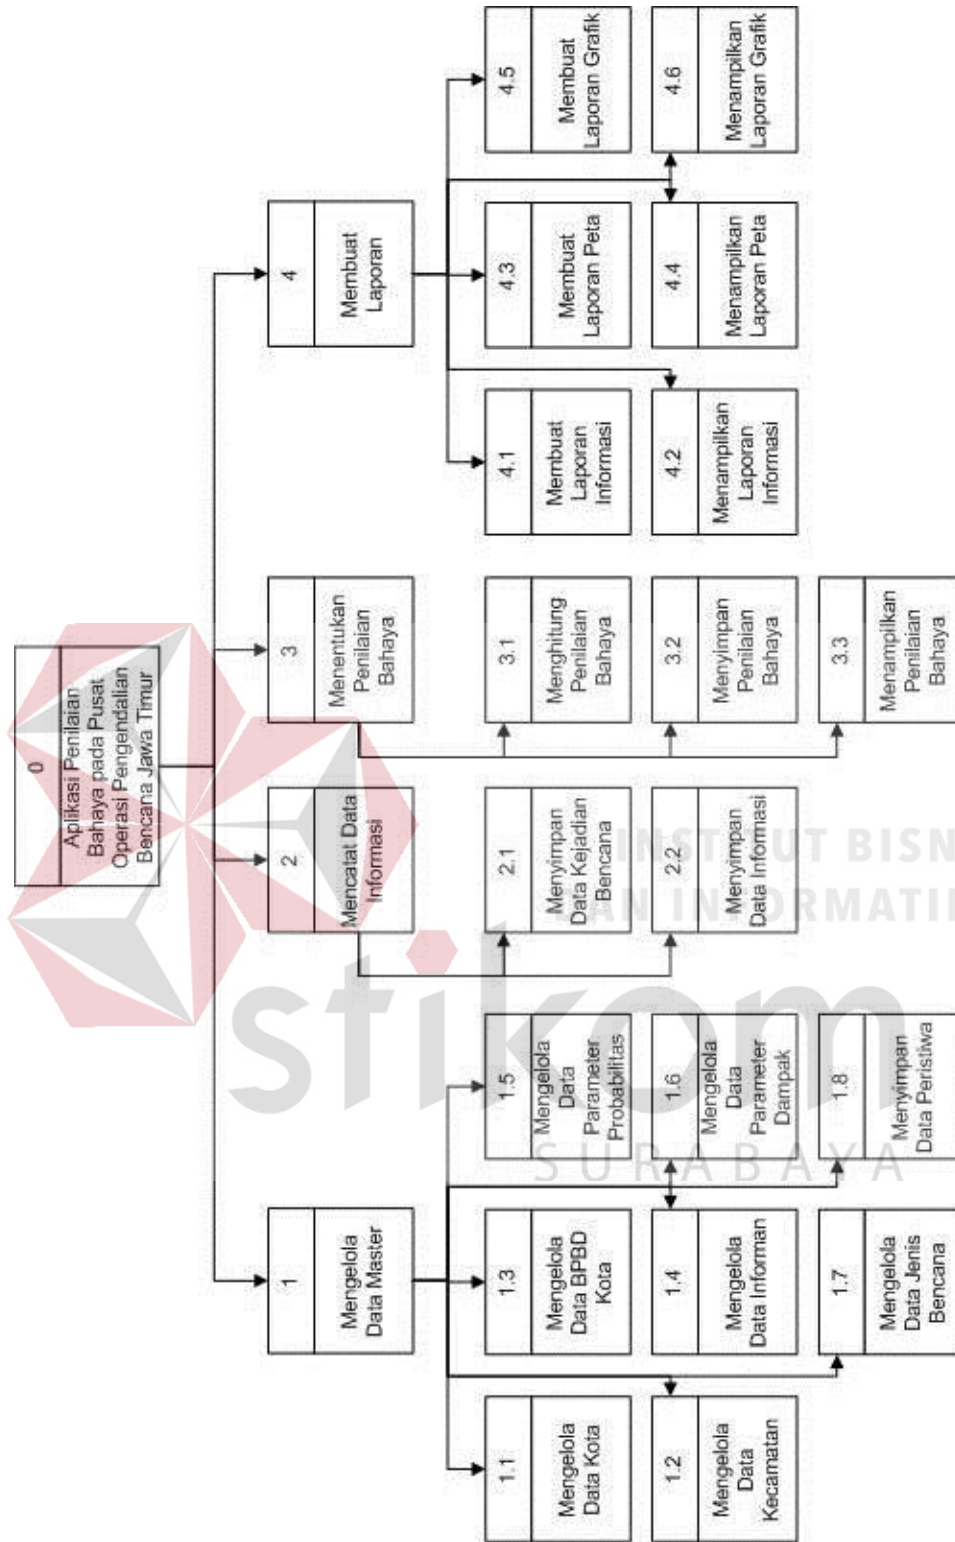 0
Aplikasi Penilaian
Bahaya pada Pusat
Operasi Pengendalian
Bencana Jawa Timur
1
Mengelola
Data Master
2
Mencatat Data
Informasi
3
Menentukan
Penilaian
Bahaya
4
Membuat
Laporan
1.1
Mengelola
Data Kota
1.3
Mengelola
Data BPBD
Kota
1.5
Mengelola
Data
Parameter
Probabilitas
2.1
Menyimpan
Data Kejadian
Bencana
3.1
Menghitung
Penilaian
Bahaya
4.1
Membuat
Laporan
Informasi
4.3
Membuat
Laporan Peta
4.5
Membuat
Laporan Grafik
1.2
Mengelola
Data
Kecamatan
1.4
Mengelola
Data Informan
1.6
Mengelola
Data
Parameter
Dampak
2.2
Menyimpan
Data Informasi
3.2
Menyimpan
Penilaian
Bahaya
4.2
Menampilkan
Laporan
Informasi
4.4
Menampilkan
Laporan Peta
4.6
Menampilkan
Laporan Grafik
1.7
Mengelola
Data Jenis
Bencana
1.8
Menyimpan
Data Peristiwa
3.3
Menampilkan
Penilaian
Bahaya
INSTITUT BISN
DAN INFORMATI
stikom
SURABAYA